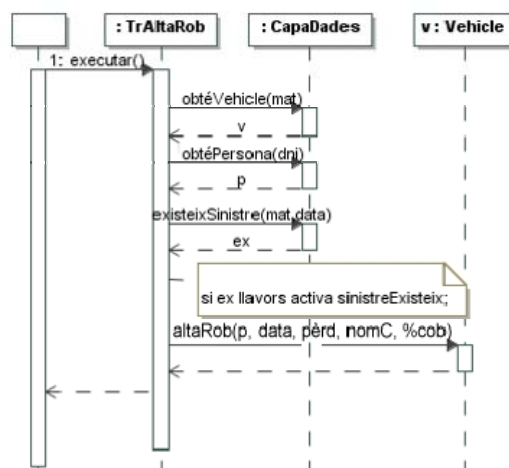 : TrAltaRob
: CapaDades
v : Vehicle
1: executar()
obtéVehicle(mat)
v
obtéPersona(dni)
p
existeixSinistre(mat,data)
ex
si ex llavors activa sinistreExisteix;
altaRob(p, data, pèrd, nomC, %cob)